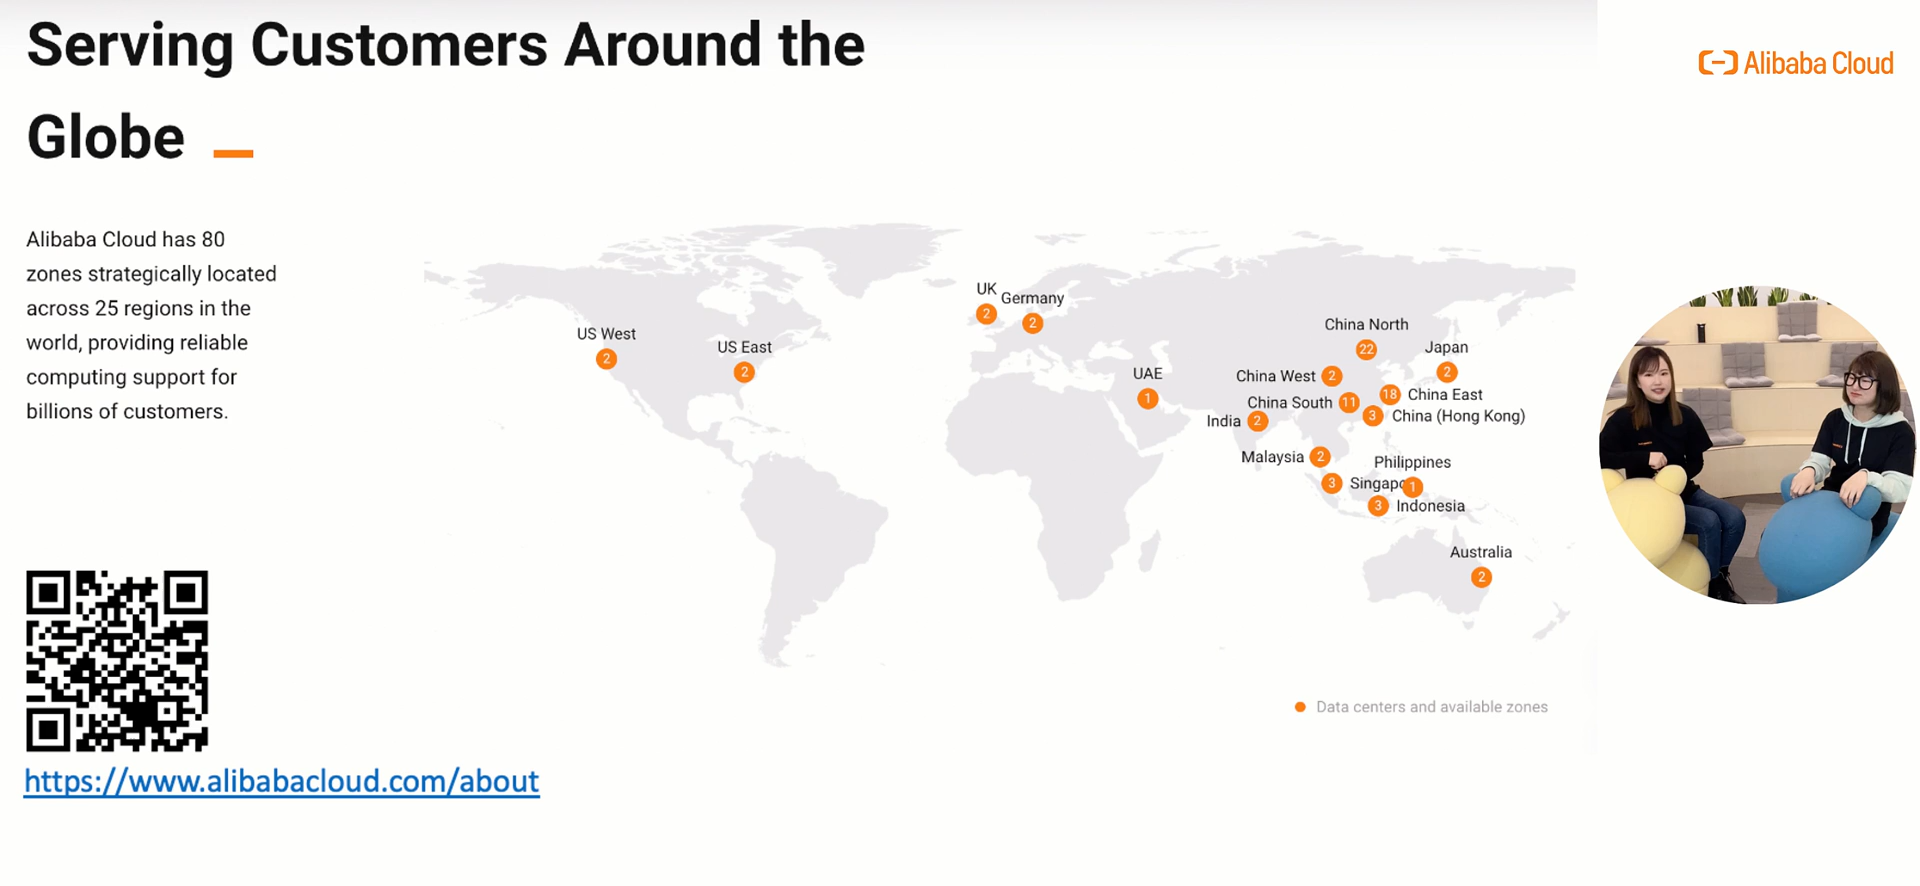 Serving Customers Around the
Globe
Alibaba Cloud
Alibaba Cloud has 80
zones strategically located
across 25 regions in the
world, providing reliable
computing support for
billions of customers.
UK
2
Germany
2
US West
2
US East
2
UAE
1
China North
22
Japan
2
China West 2
18 China East
China South 11
3 China (Hong Kong)
India 2
Malaysia 2
Philippines
1
3 Singapo
3 Indonesia
Australia
2
Data centers and available zones
https://www.alibabacloud.com/about